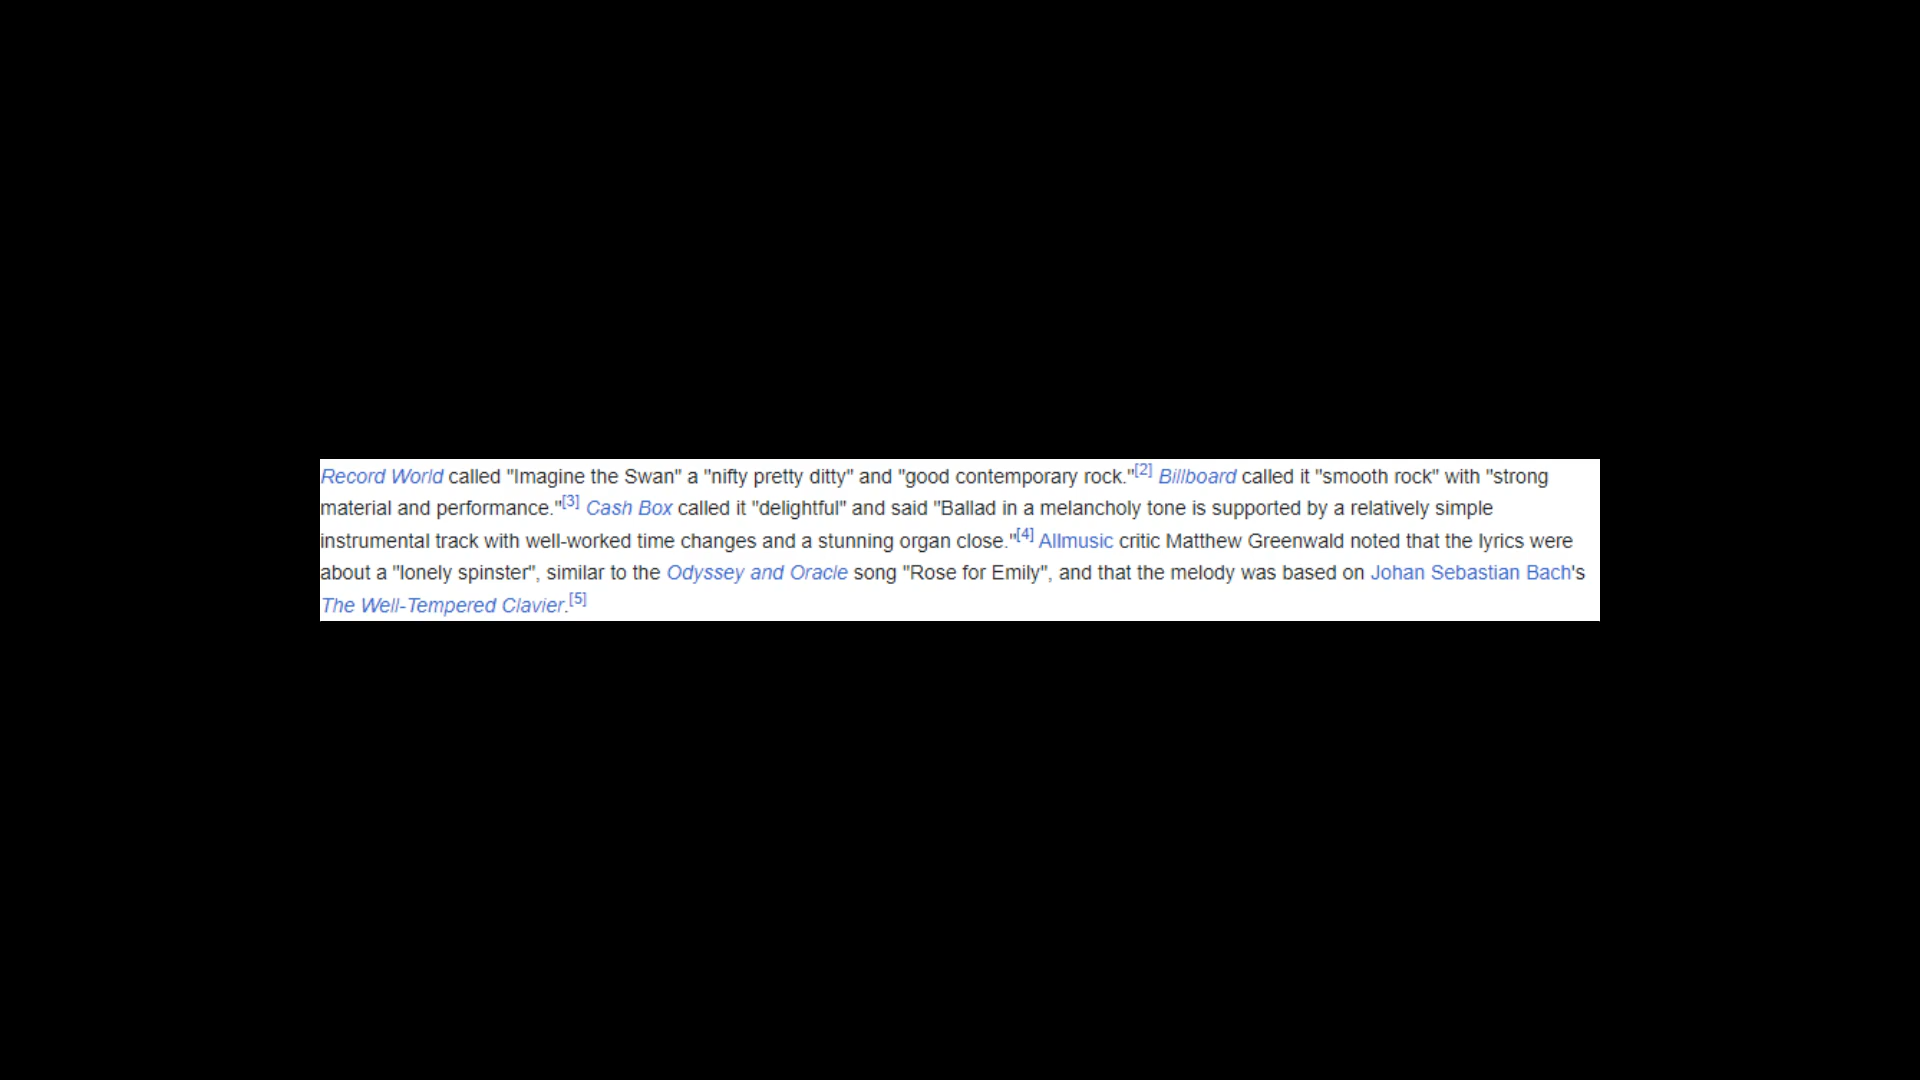 Record World called "Imagine the Swan" a "nifty pretty ditty" and "good contemporary rock."[2] Billboard called it "smooth rock" with "strong
material and performance."[3] Cash Box called it "delightful" and said "Ballad in a melancholy tone is supported by a relatively simple
instrumental track with well-worked time changes and a stunning organ close."[4] Allmusic critic Matthew Greenwald noted that the lyrics were
about a "lonely spinster", similar to the Odyssey and Oracle song "Rose for Emily", and that the melody was based on Johan Sebastian Bach's
The Well-Tempered Clavier.[5]